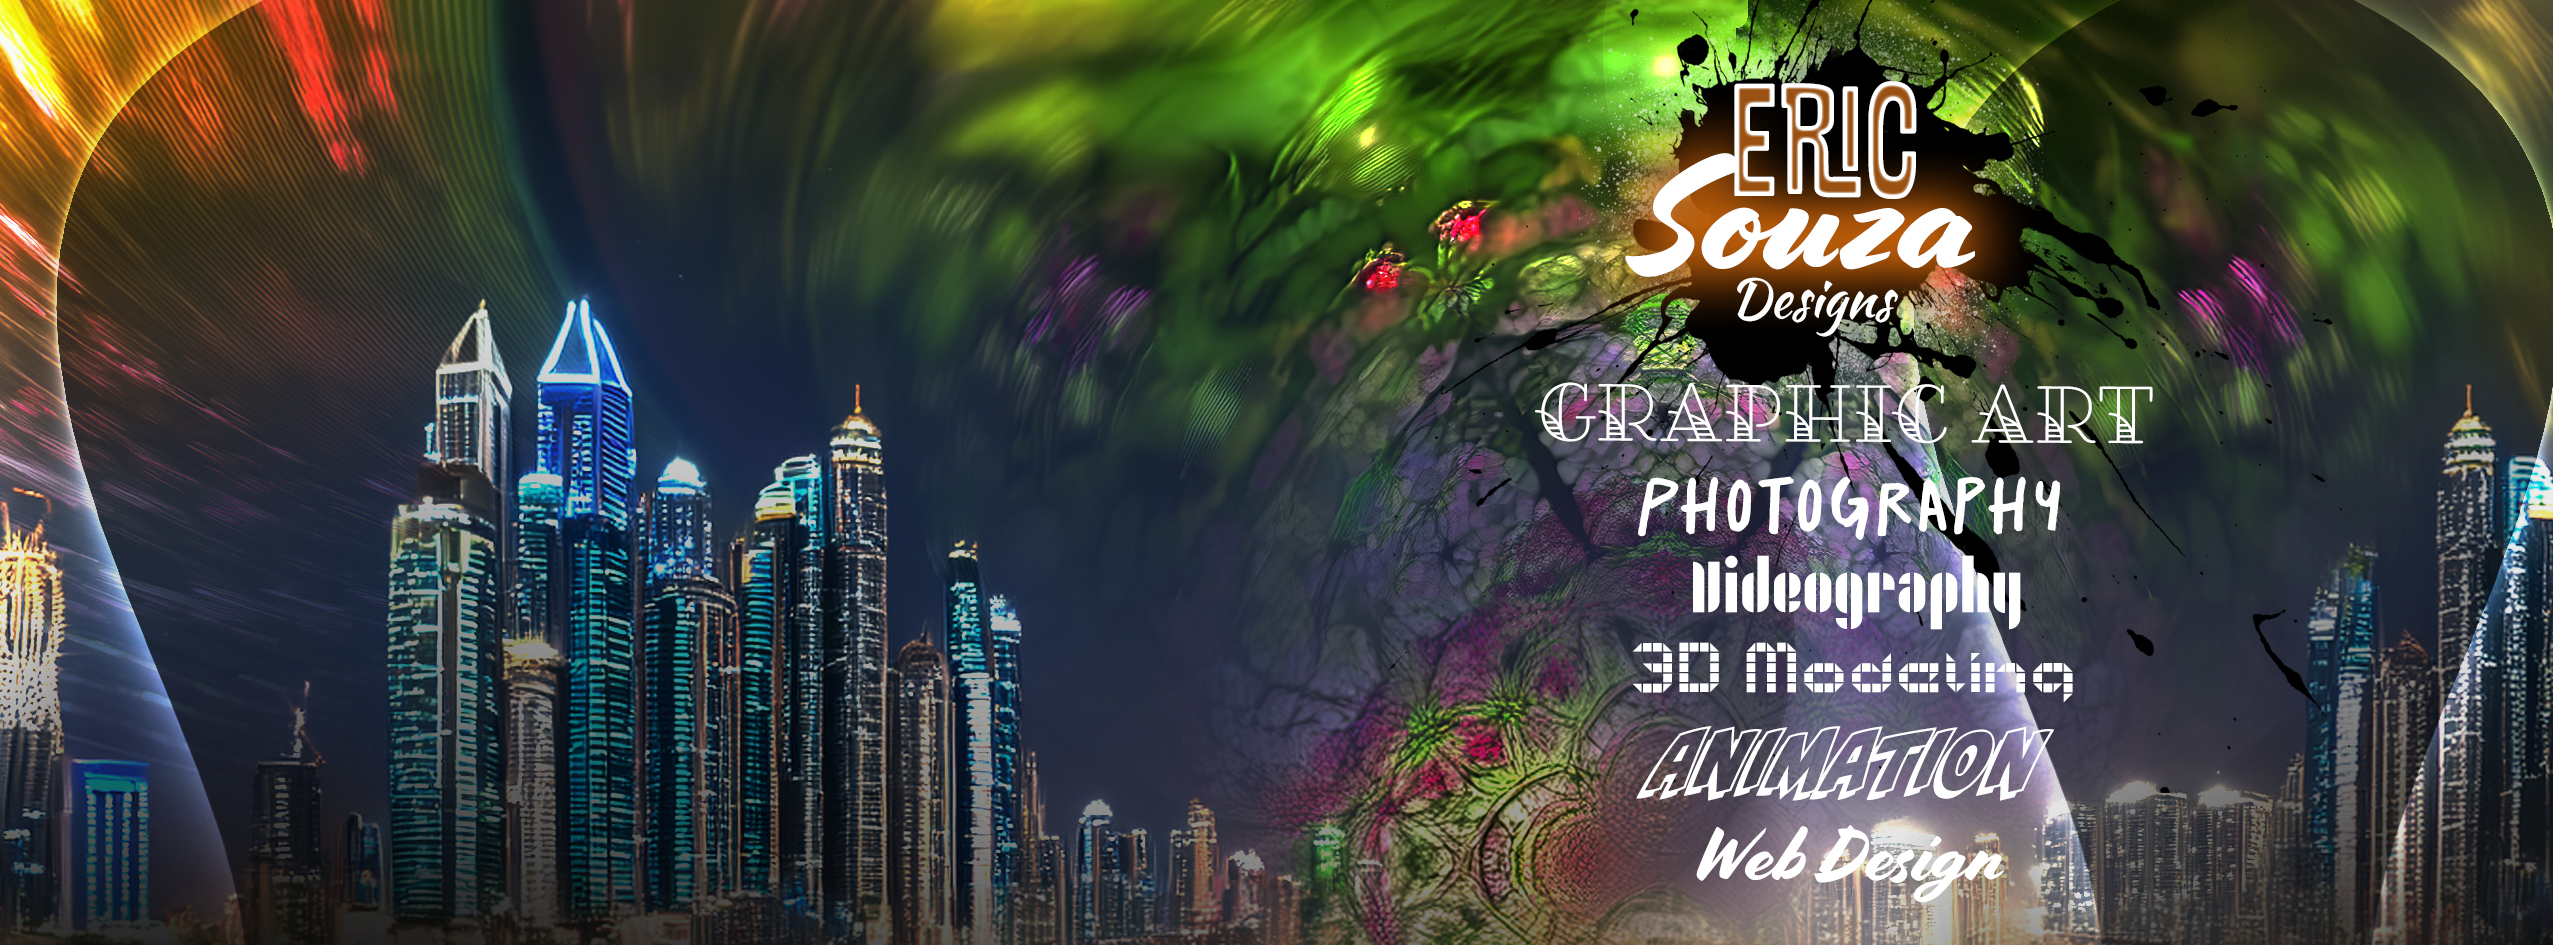 ERIC
Souza
Designs
GRAPHIC ART
PHOTOGRAPHY
Videography
3D Modeling
ANIMATION
Web Design